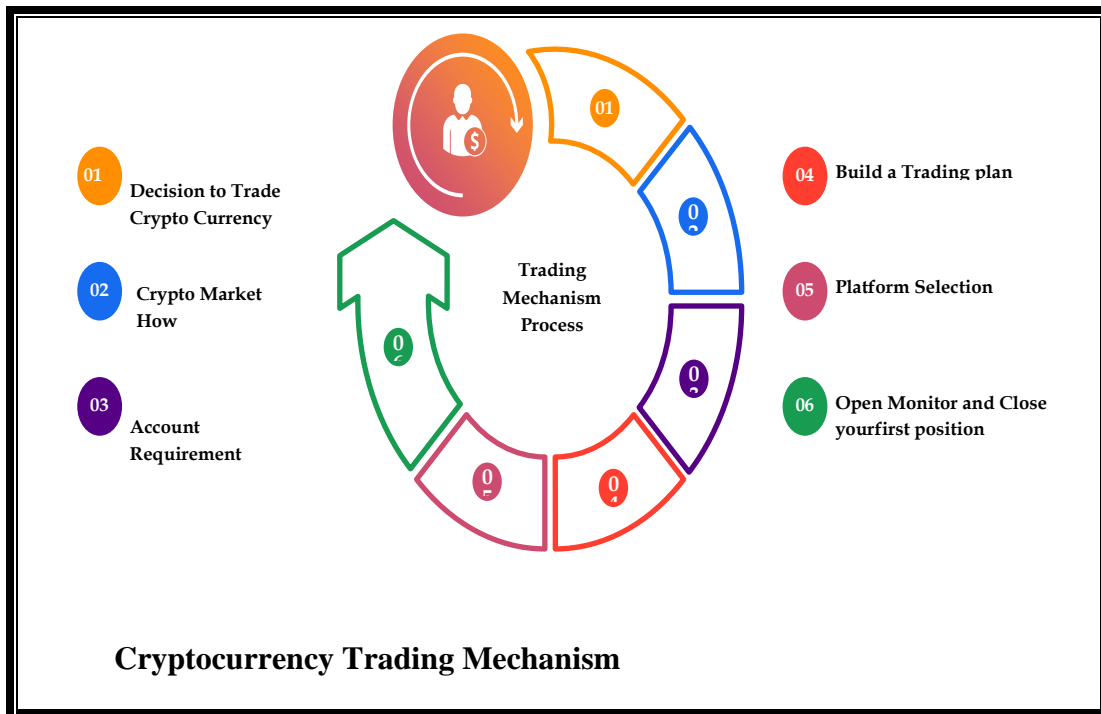 01
Decision to Trade
Crypto Currency
02
Crypto Market
How
03
Account
Requirement
$
01
Trading
Mechanism
Process
04
Build a Trading plan
05
Platform Selection
06
Open Monitor and Close
yourfirst position
Cryptocurrency Trading Mechanism